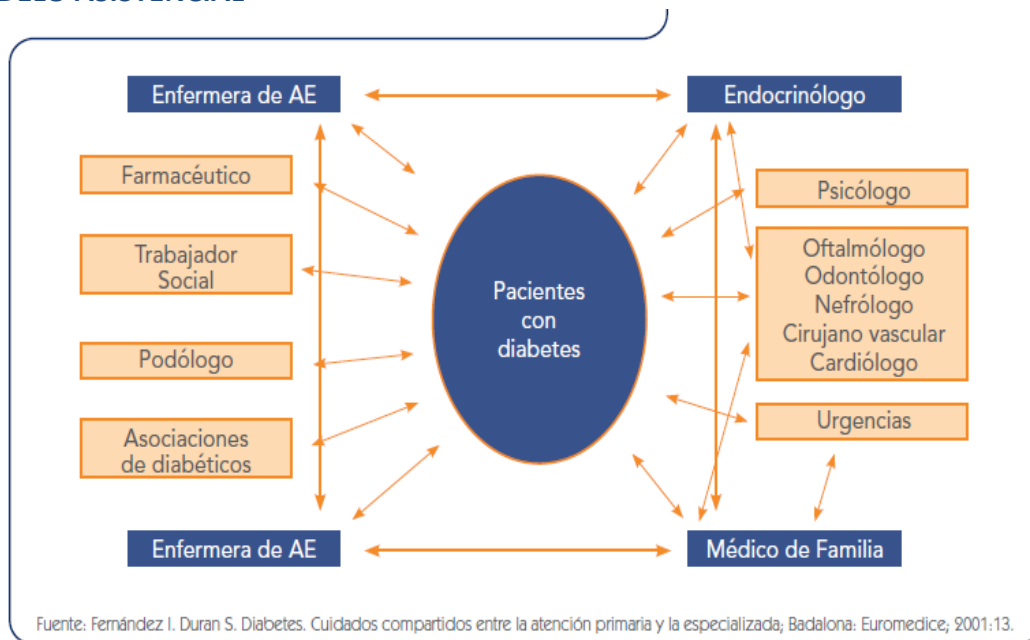 Enfermera de AE
Endocrinólogo
Farmacéutico
Psicólogo
Trabajador
Social
Oftalmólogo
Odontólogo
Nefrólogo
Cirujano vascular
Cardiólogo
Pacientes
con
diabetes
Podólogo
Urgencias
Asociaciones
de diabéticos
Enfermera de AE
Médico de Familia
Fuente: Fernández I. Duran S. Diabetes. Cuidados compartidos entre la atención primaria y la especializada; Badalona: Euromedice; 2001:13.